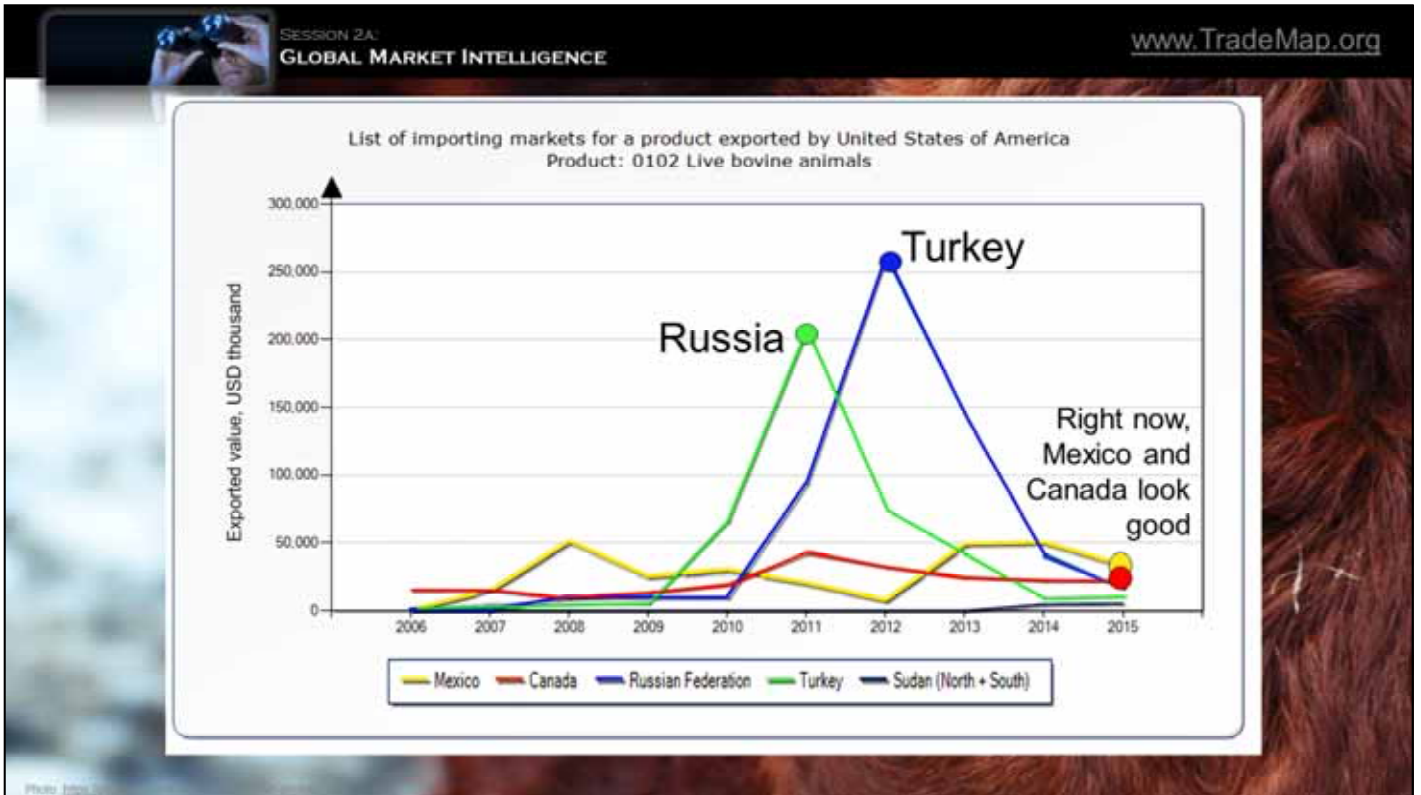 SESSION 2A:
GLOBAL MARKET INTELLIGENCE
www.TradeMap.org
List of importing markets for a product exported by United States of America
Product: 0102 Live bovine animals
Exported value, USD thousand
300.000
250.000
200.000
150.000
100.000
50.000
0
Turkey
Russia
Right now,
Mexico and
Canada look
good
2006 2007 2008 2009 2010 2011 2012 2013 2014 2015
Mexico Canada Russian Federation Turkey Sudan (North + South)
Photo: